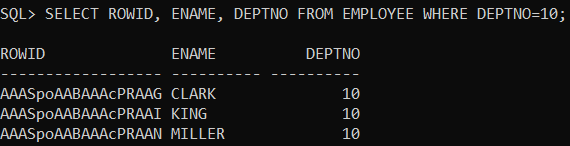 SQL> SELECT ROWID, ENAME, DEPTNO FROM EMPLOYEE WHERE DEPTNO=10;
ROWID              ENAME          DEPTNO
------------------ ---------- ----------
AAASpoAABAAAcPRAAG CLARK              10
AAASpoAABAAAcPRAAI KING               10
AAASpoAABAAAcPRAAN MILLER             10